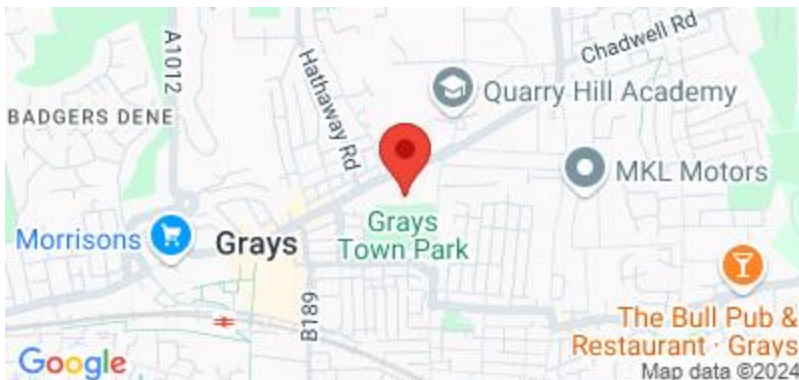 A1012
Chadwell Rd
Hathaway Rd
Quarry Hill Academy
BADGERS DENE
MKL Motors
Morrisons
Grays
Grays
Town Park
B189
The Bull Pub &
Restaurant · Grays
Google
Map data ©2024